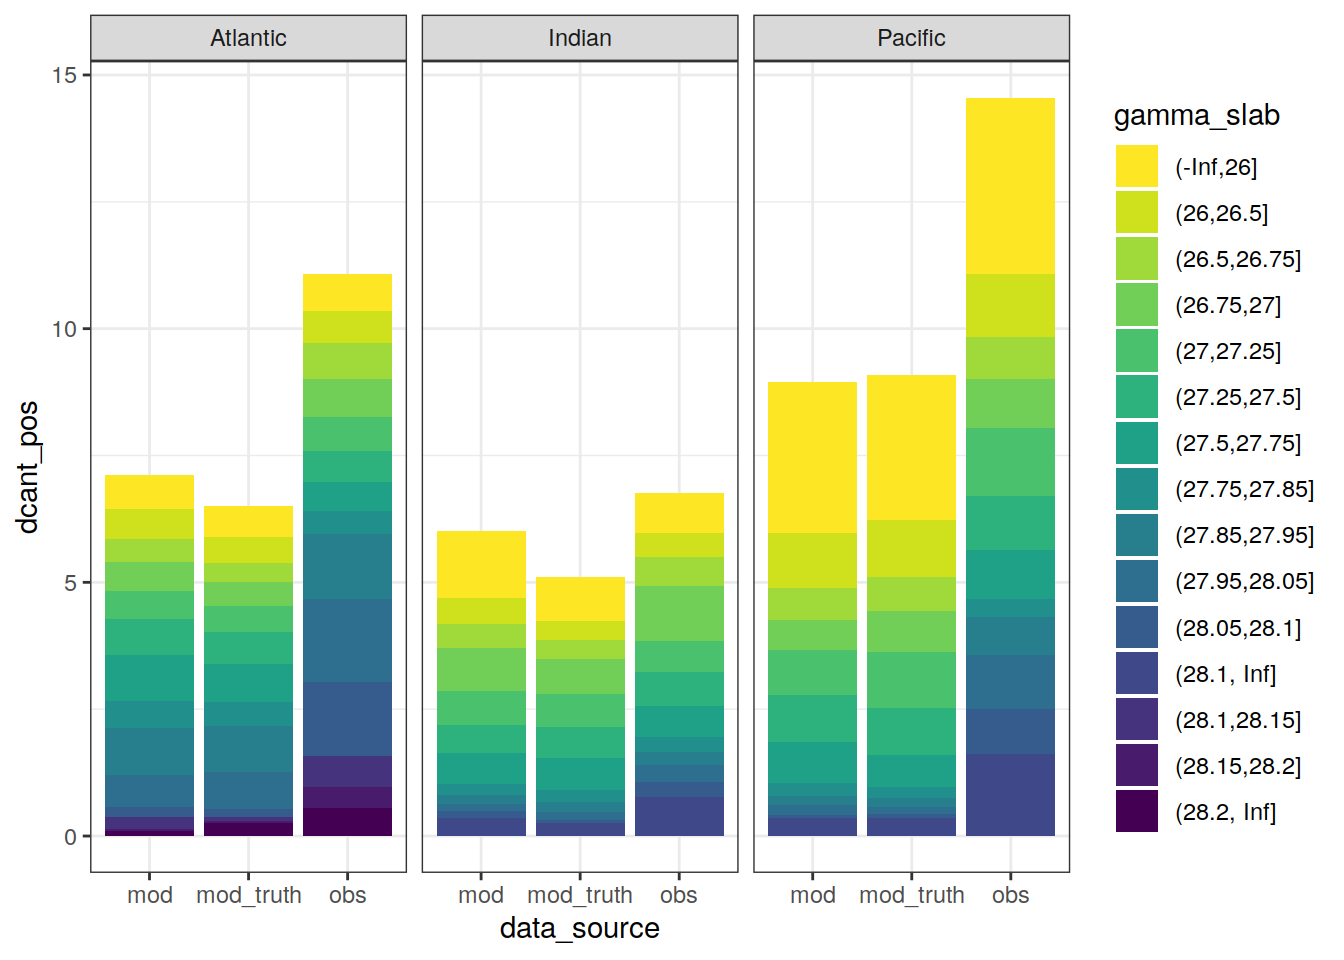 Atlantic Indian Pacific
15
10
5
0
dcant_pos
mod mod_truth obs mod mod_truth obs mod mod_truth obs
data_source
gamma_slab
(-Inf,26]
(26,26.5]
(26.5,26.75]
(26.75,27]
(27,27.25]
(27.25,27.5]
(27.5,27.75]
(27.75,27.85]
(27.85,27.95]
(27.95,28.05]
(28.05,28.1]
(28.1, Inf]
(28.1,28.15]
(28.15,28.2]
(28.2, Inf]